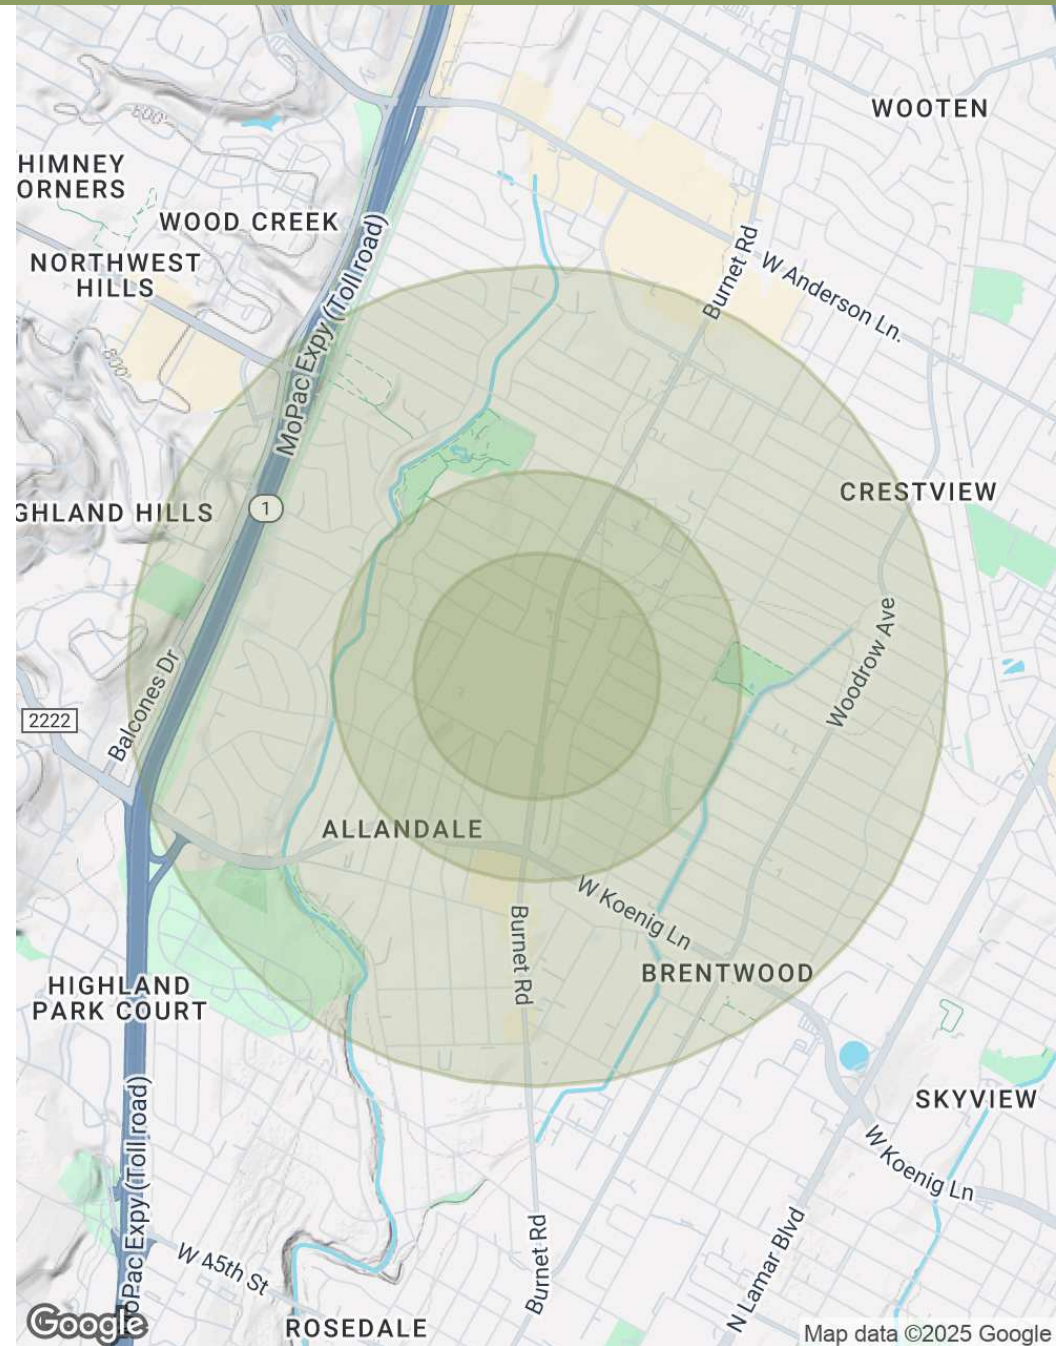 WOOTEN
800'
HIMNEY
ORNERS
WOOD CREEK
NORTHWEST
HILLS
MoPac Expy (Toll road)
Burnet Rd
W Anderson Ln.
800'
CRESTVIEW
GHLAND HILLS
1
Woodrow Ave
Balcones Dr
2222
ALLANDALE
W Koenig Ln
Burnet Rd
BRENTWOOD
HIGHLAND
PARK COURT
SKYVIEW
MoPac Expy (Toll road)
W Koenig Ln
W 45th St
Burnet Rd
N Lamar Blvd
ROSEDALE
Google
Map data ©2025 Google